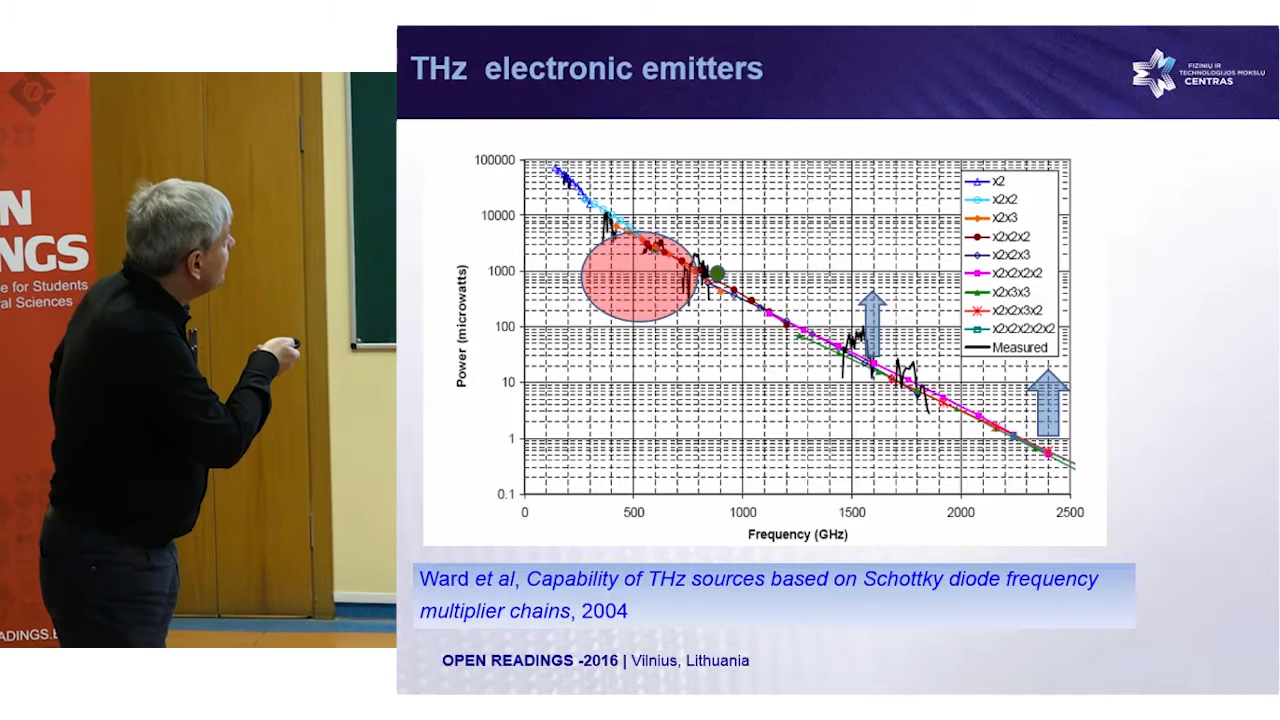 THz electronic emitters
FIZINIŲ IR
TECHNOLOGIJOS MOKSLŲ
CENTRAS
N
NGS
e for Students
ral Sciences
ADINGS.E
100000
10000
1000
100
10
1
0.1
Power (microwatts)
0 500 1000 1500 2000 2500
Frequency (GHz)
x2
x2x2
x2x3
x2x2x2
x2x2x3
x2x2x2x2
x2x3x3
x2x2x3x2
x2x2x2x2x2
Measured
Ward et al, Capability of THz sources based on Schottky diode frequency
multiplier chains, 2004
OPEN READINGS -2016 | Vilnius, Lithuania